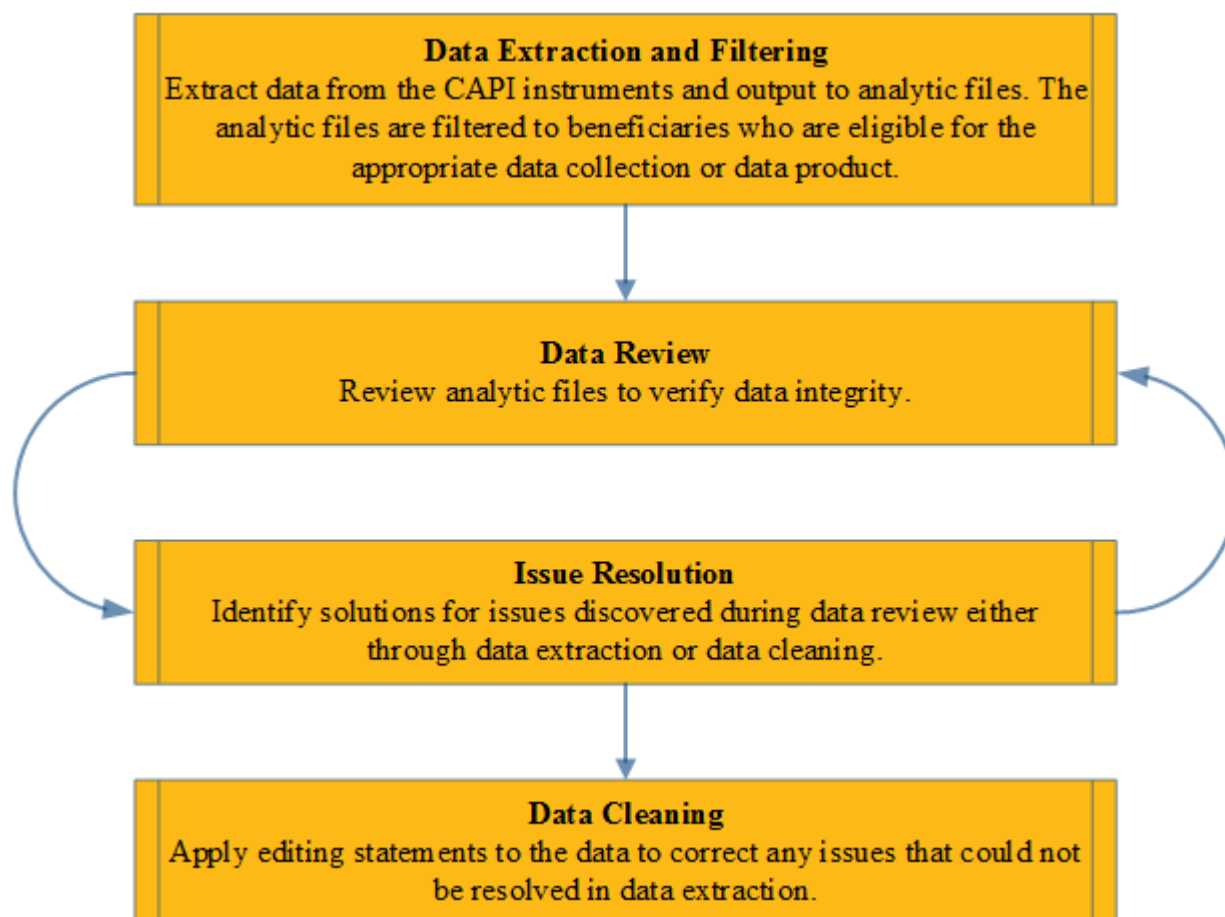 Data Extraction and Filtering
Extract data from the CAPI instruments and output to analytic files. The
analytic files are filtered to beneficiaries who are eligible for the
appropriate data collection or data product.
Data Review
Review analytic files to verify data integrity.
Issue Resolution
Identify solutions for issues discovered during data review either
through data extraction or data cleaning.
Data Cleaning
Apply editing statements to the data to correct any issues that could not
be resolved in data extraction.